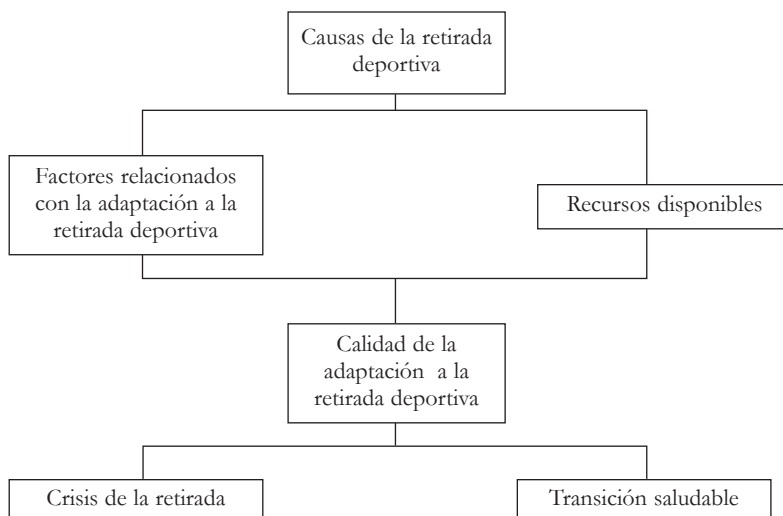 Causas de la retirada
deportiva
Factores relacionados
con la adaptación a la
retirada deportiva
Recursos disponibles
Calidad de la
adaptación a la
retirada deportiva
Crisis de la retirada
Transición saludable